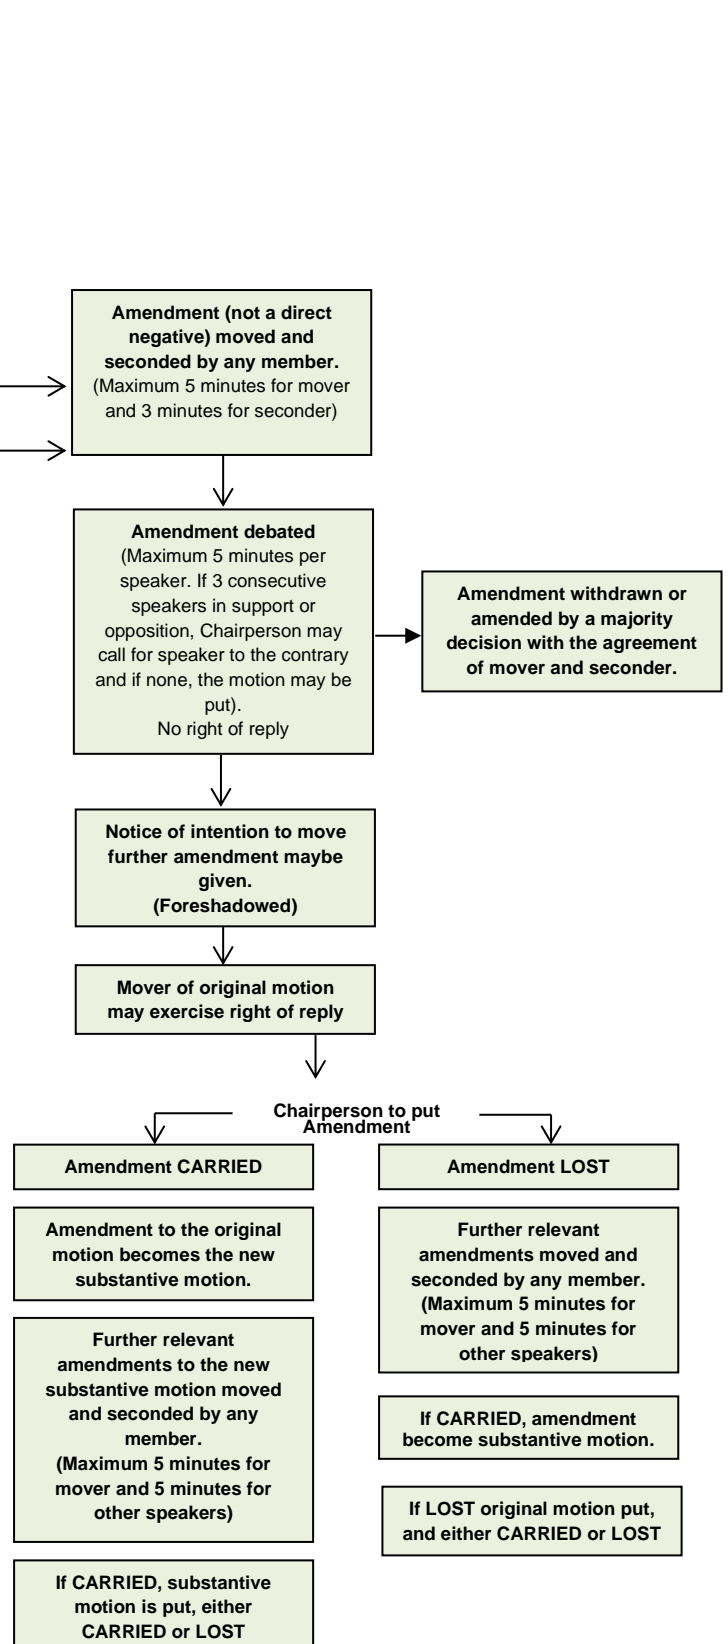 Amendment (not a direct
negative) moved and
seconded by any member.
(Maximum 5 minutes for mover
and 3 minutes for seconder)
Amendment debated
(Maximum 5 minutes per
speaker. If 3 consecutive
speakers in support or
opposition, Chairperson may
call for speaker to the contrary
and if none, the motion may be
put).
No right of reply
Amendment withdrawn or
amended by a majority
decision with the agreement
of mover and seconder.
Notice of intention to move
further amendment maybe
given.
(Foreshadowed)
Mover of original motion
may exercise right of reply
Chairperson to put
Amendment
Amendment CARRIED
Amendment to the original
motion becomes the new
substantive motion.
Further relevant
amendments to the new
substantive motion moved
and seconded by any
member.
(Maximum 5 minutes for
mover and 5 minutes for
other speakers)
If CARRIED, substantive
motion is put, either
CARRIED or LOST
Amendment LOST
Further relevant
amendments moved and
seconded by any member.
(Maximum 5 minutes for
mover and 5 minutes for
other speakers)
If CARRIED, amendment
become substantive motion.
If LOST original motion put,
and either CARRIED or LOST